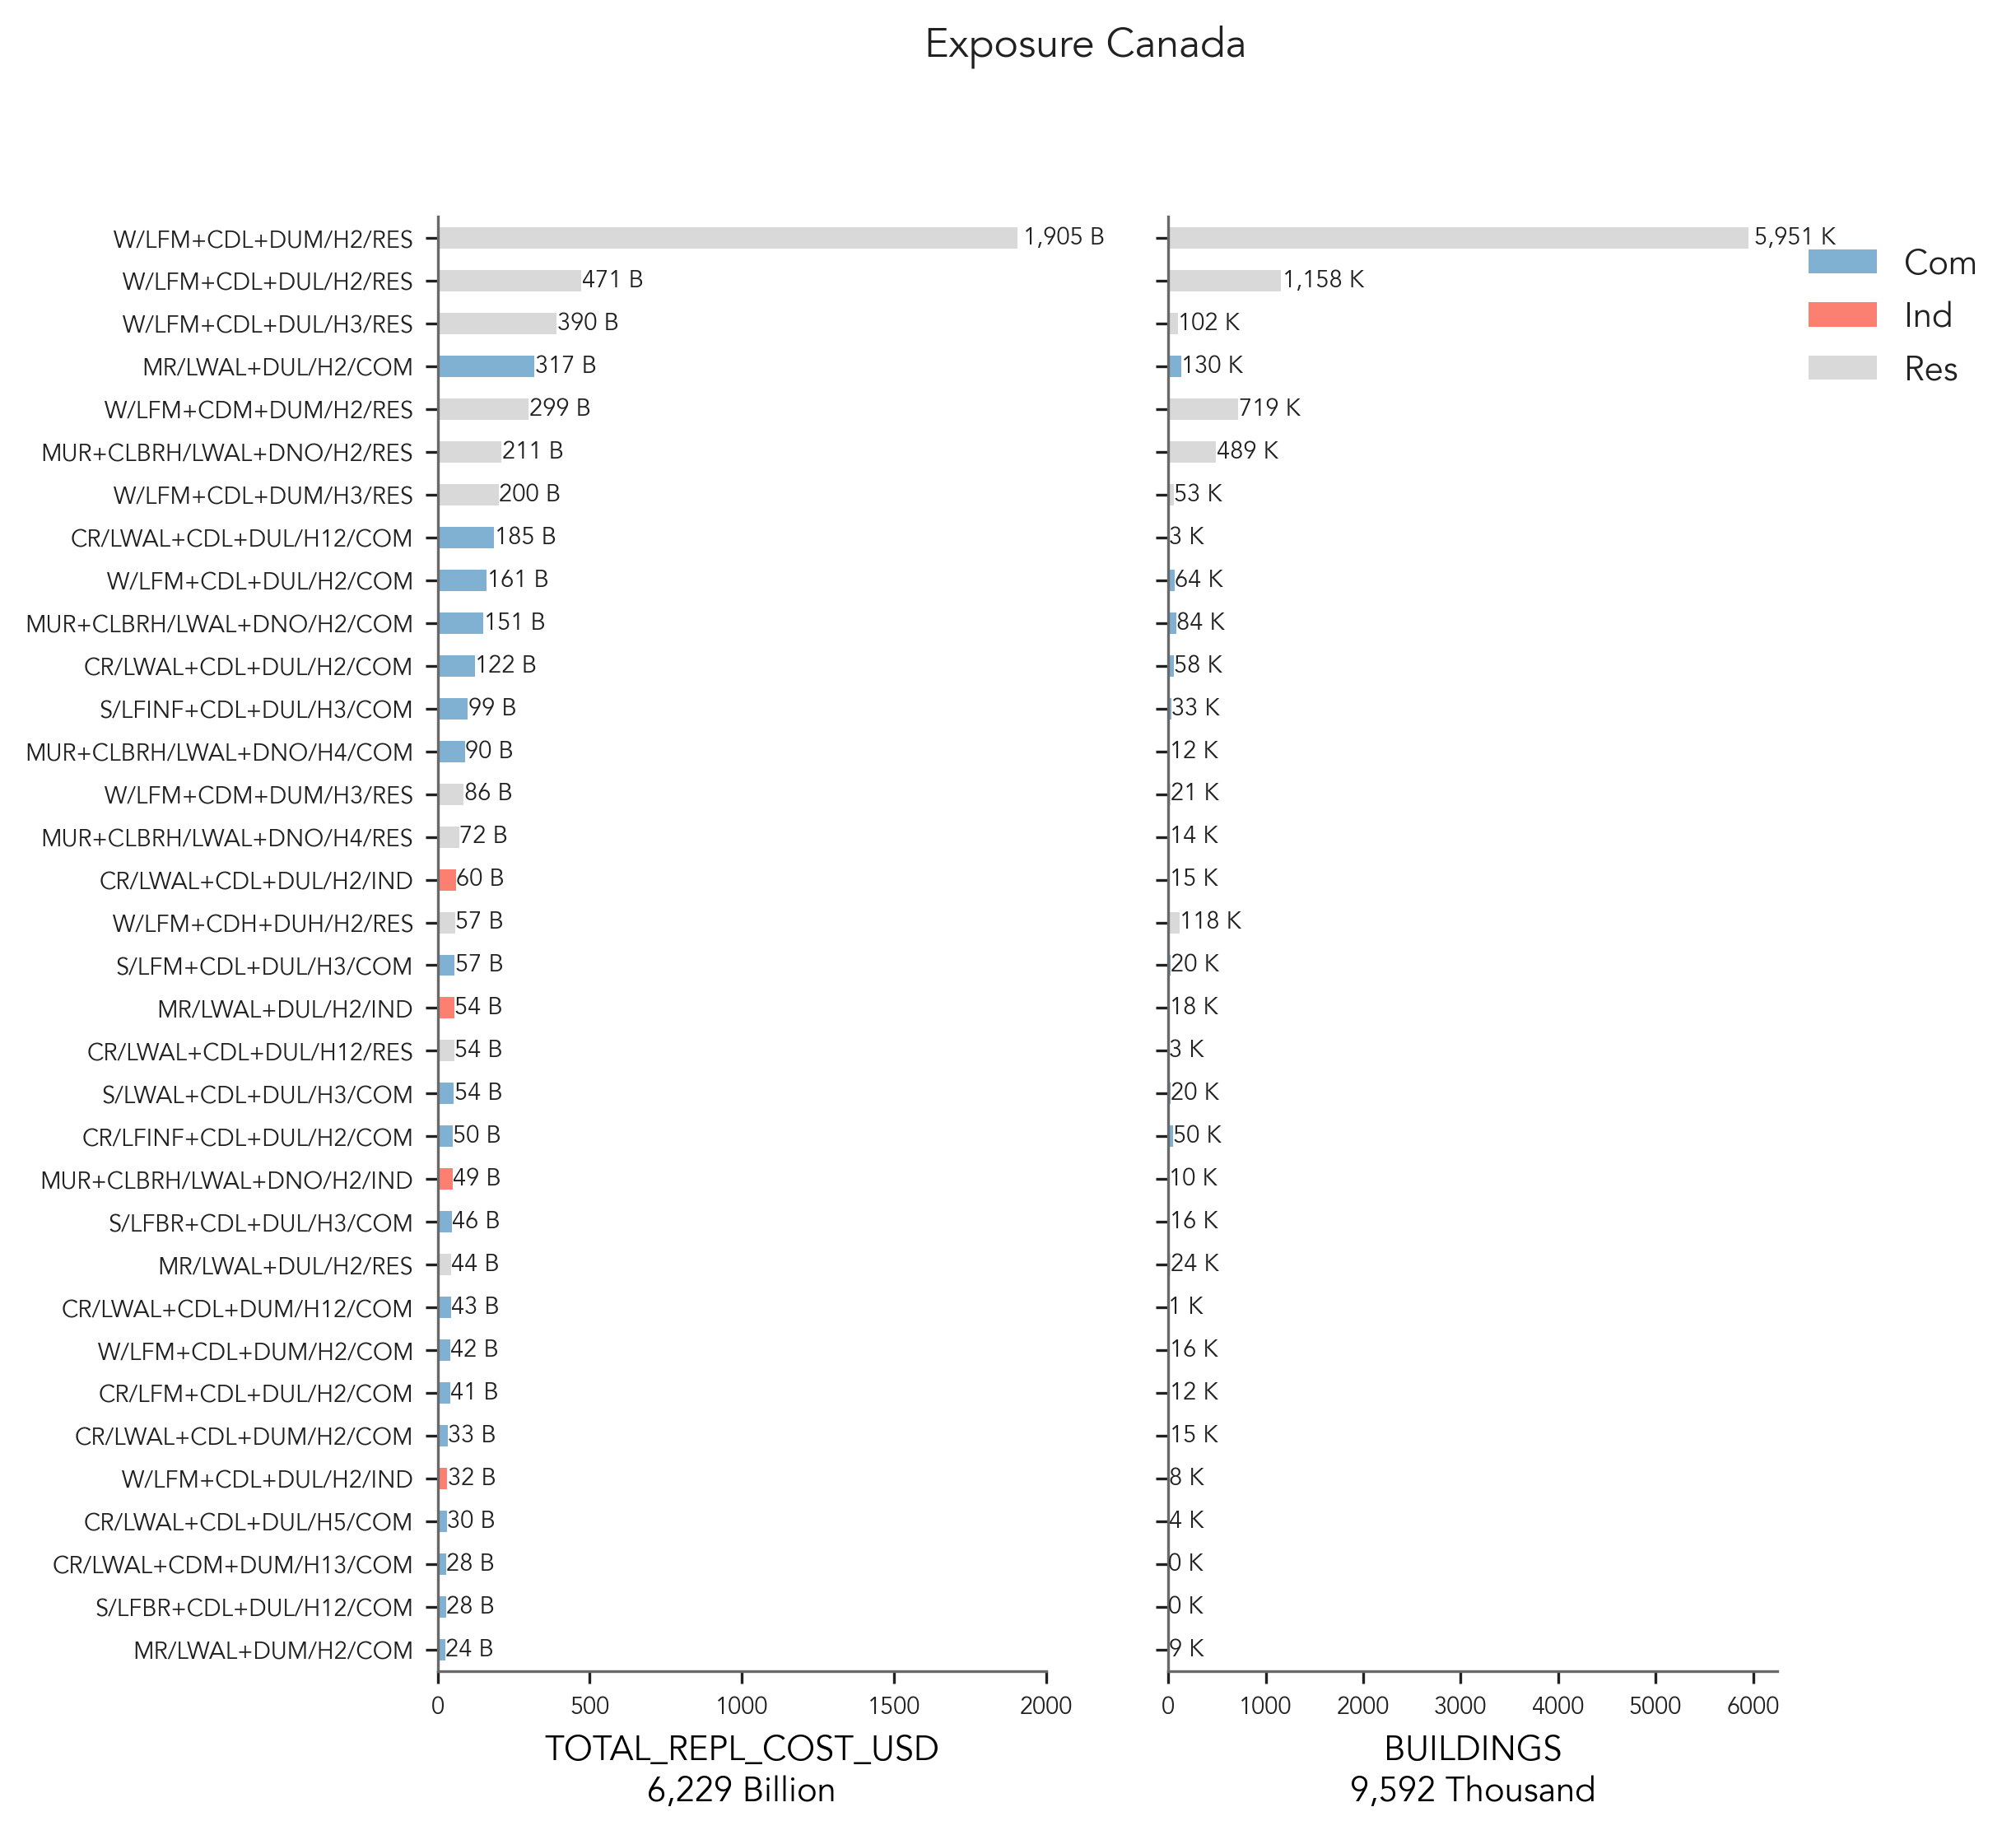 Exposure Canada
W/LFM+CDL+DUM/H2/RES 1,905 B 5,951 K
W/LFM+CDL+DUL/H2/RES 471 B 1,158 K
W/LFM+CDL+DUL/H3/RES 390 B 102 K
MR/LWAL+DUL/H2/COM 317 B 130 K
W/LFM+CDM+DUM/H2/RES 299 B 719 K
MUR+CLBRH/LWAL+DNO/H2/RES 211 B 489 K
W/LFM+CDL+DUM/H3/RES 200 B 53 K
CR/LWAL+CDL+DUL/H12/COM 185 B 3 K
W/LFM+CDL+DUL/H2/COM 161 B 64 K
MUR+CLBRH/LWAL+DNO/H2/COM 151 B 84 K
CR/LWAL+CDL+DUL/H2/COM 122 B 58 K
S/LFINF+CDL+DUL/H3/COM 99 B 33 K
MUR+CLBRH/LWAL+DNO/H4/COM 90 B 12 K
W/LFM+CDM+DUM/H3/RES 86 B 21 K
MUR+CLBRH/LWAL+DNO/H4/RES 72 B 14 K
CR/LWAL+CDL+DUL/H2/IND 60 B 15 K
W/LFM+CDH+DUH/H2/RES 57 B 118 K
S/LFM+CDL+DUL/H3/COM 57 B 20 K
MR/LWAL+DUL/H2/IND 54 B 18 K
CR/LWAL+CDL+DUL/H12/RES 54 B 3 K
S/LWAL+CDL+DUL/H3/COM 54 B 20 K
CR/LFINF+CDL+DUL/H2/COM 50 B 50 K
MUR+CLBRH/LWAL+DNO/H2/IND 49 B 10 K
S/LFBR+CDL+DUL/H3/COM 46 B 16 K
MR/LWAL+DUL/H2/RES 44 B 24 K
CR/LWAL+CDL+DUM/H12/COM 43 B 1 K
W/LFM+CDL+DUM/H2/COM 42 B 16 K
CR/LFM+CDL+DUL/H2/COM 41 B 12 K
CR/LWAL+CDL+DUM/H2/COM 33 B 15 K
W/LFM+CDL+DUL/H2/IND 32 B 8 K
CR/LWAL+CDL+DUL/H5/COM 30 B 4 K
CR/LWAL+CDM+DUM/H13/COM 28 B 0 K
S/LFBR+CDL+DUL/H12/COM 28 B 0 K
MR/LWAL+DUM/H2/COM 24 B 9 K
0 500 1000 1500 2000
TOTAL_REPL_COST_USD
6,229 Billion
0 1000 2000 3000 4000 5000 6000
BUILDINGS
9,592 Thousand
Com
Ind
Res